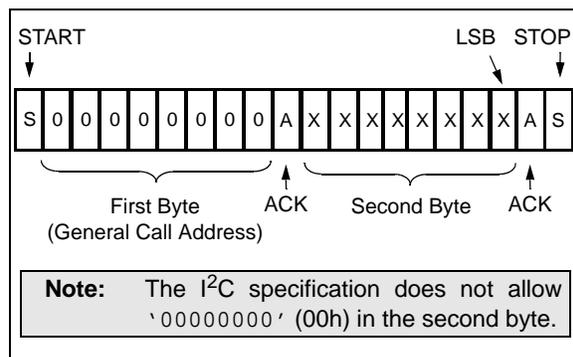 START LSB STOP
S 0 0 0 0 0 0 0 0 A X X X X X X X X A S
First Byte ACK Second Byte ACK
(General Call Address)
Note: The I²C specification does not allow
'00000000' (00h) in the second byte.